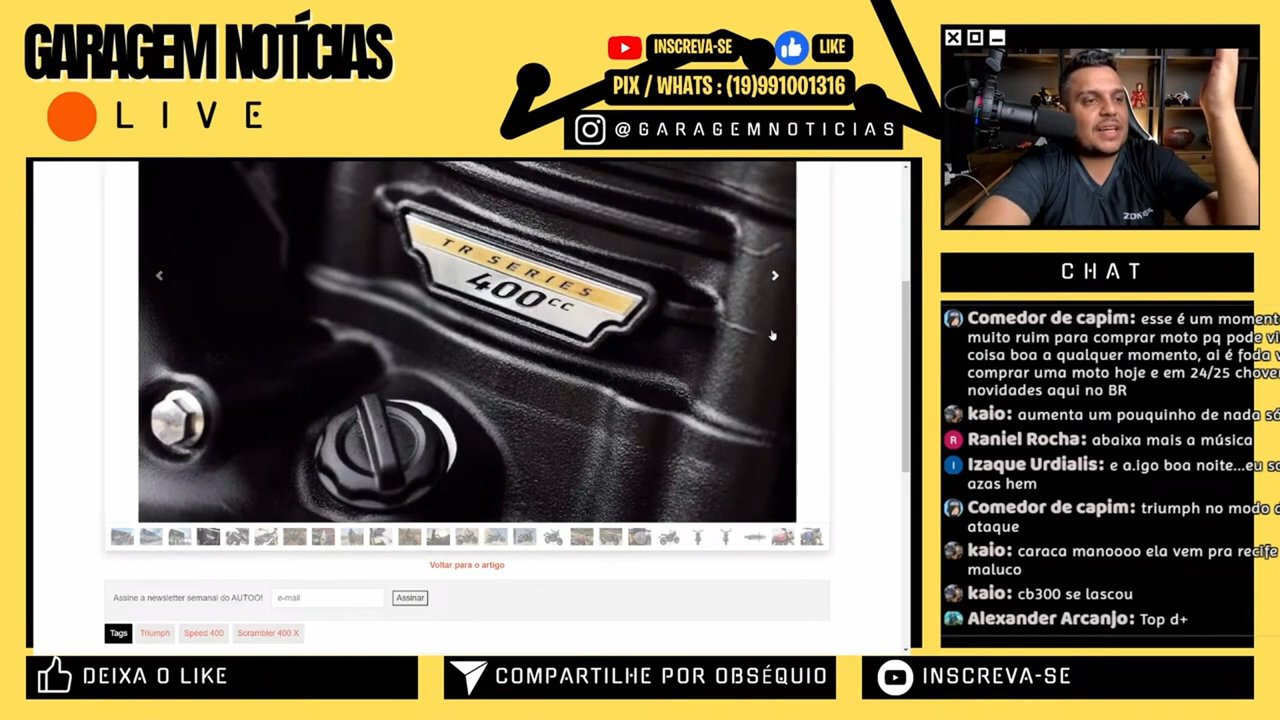 GARAGEM NOTÍCIAS
LIVE
INSCREVA-SE
LIKE
PIX / WHATS : (19)991001316
@GARAGEMNOTICIAS
TR SERIES
400CC
Voltar para o artigo
Assine a newsletter semanal do AUTOO!
e-mail
Assinar
Tags
Triumph
Speed 400
Scrambler 400 X
CHAT
Comedor de capim: esse é um moment
muito ruim para comprar moto pq pode vi
coisa boa a qualquer momento, ai é foda v
comprar uma moto hoje e em 24/25 chover
novidades aqui no BR
kaio: aumenta um pouquinho de nada só
R
Raniel Rocha: abaixa mais a música
I
Izaque Urdialis: e a.igo boa noite...eu so
azas hem
Comedor de capim: triumph no modo
ataque
kaio: caraca manoooo ela vem pra recife
maluco
kaio: cb300 se lascou
Alexander Arcanjo: Top d+
DEIXA O LIKE
COMPARTILHE POR OBSÉQUIO
INSCREVA-SE